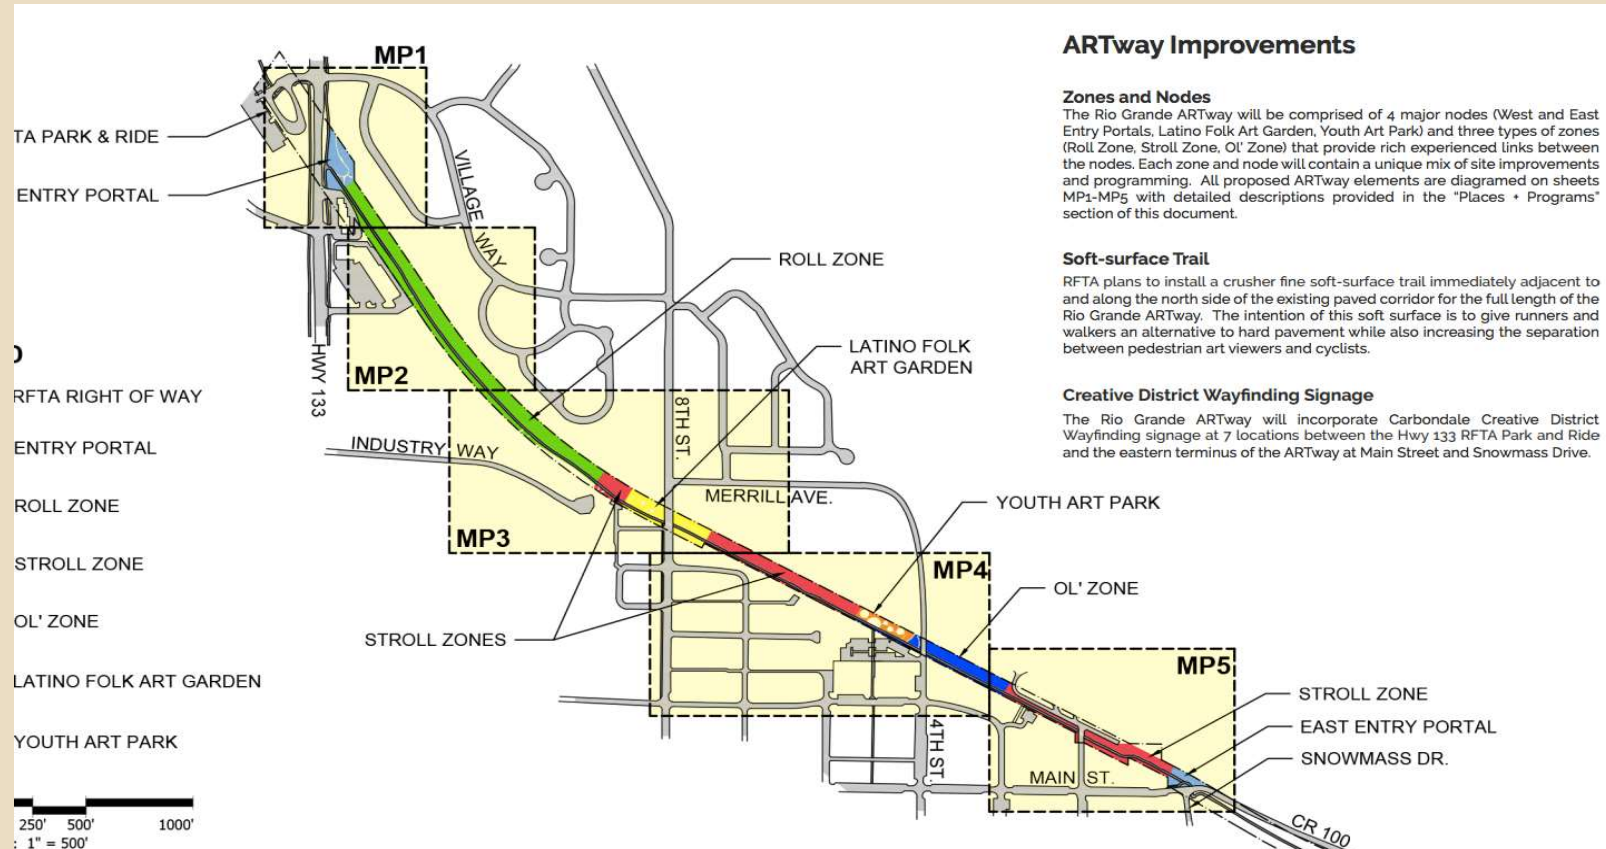 ARTway Improvements
Zones and Nodes
The Rio Grande ARTway will be comprised of 4 major nodes (West and East
Entry Portals, Latino Folk Art Garden, Youth Art Park) and three types of zones
(Roll Zone, Stroll Zone, Ol' Zone) that provide rich experienced links between
the nodes. Each zone and node will contain a unique mix of site improvements
and programming. All proposed ARTway elements are diagramed on sheets
MP1-MP5 with detailed descriptions provided in the "Places + Programs"
section of this document.
Soft-surface Trail
RFTA plans to install a crusher fine soft-surface trail immediately adjacent to
and along the north side of the existing paved corridor for the full length of the
Rio Grande ARTway. The intention of this soft surface is to give runners and
walkers an alternative to hard pavement while also increasing the separation
between pedestrian art viewers and cyclists.
Creative District Wayfinding Signage
The Rio Grande ARTway will incorporate Carbondale Creative District
Wayfinding signage at 7 locations between the Hwy 133 RFTA Park and Ride
and the eastern terminus of the ARTway at Main Street and Snowmass Drive.
MP1
TA PARK & RIDE
ENTRY PORTAL
VILLAGE WAY
ROLL ZONE
HWY 133
MP2
LATINO FOLK
ART GARDEN
8TH ST.
INDUSTRY WAY
MERRILL AVE.
MP3
YOUTH ART PARK
MP4
OL' ZONE
STROLL ZONES
MP5
STROLL ZONE
EAST ENTRY PORTAL
SNOWMASS DR.
4TH ST.
MAIN ST.
CR 100
RFTA RIGHT OF WAY
ENTRY PORTAL
ROLL ZONE
STROLL ZONE
OL' ZONE
LATINO FOLK ART GARDEN
YOUTH ART PARK
250' 500' 1000'
: 1" = 500'